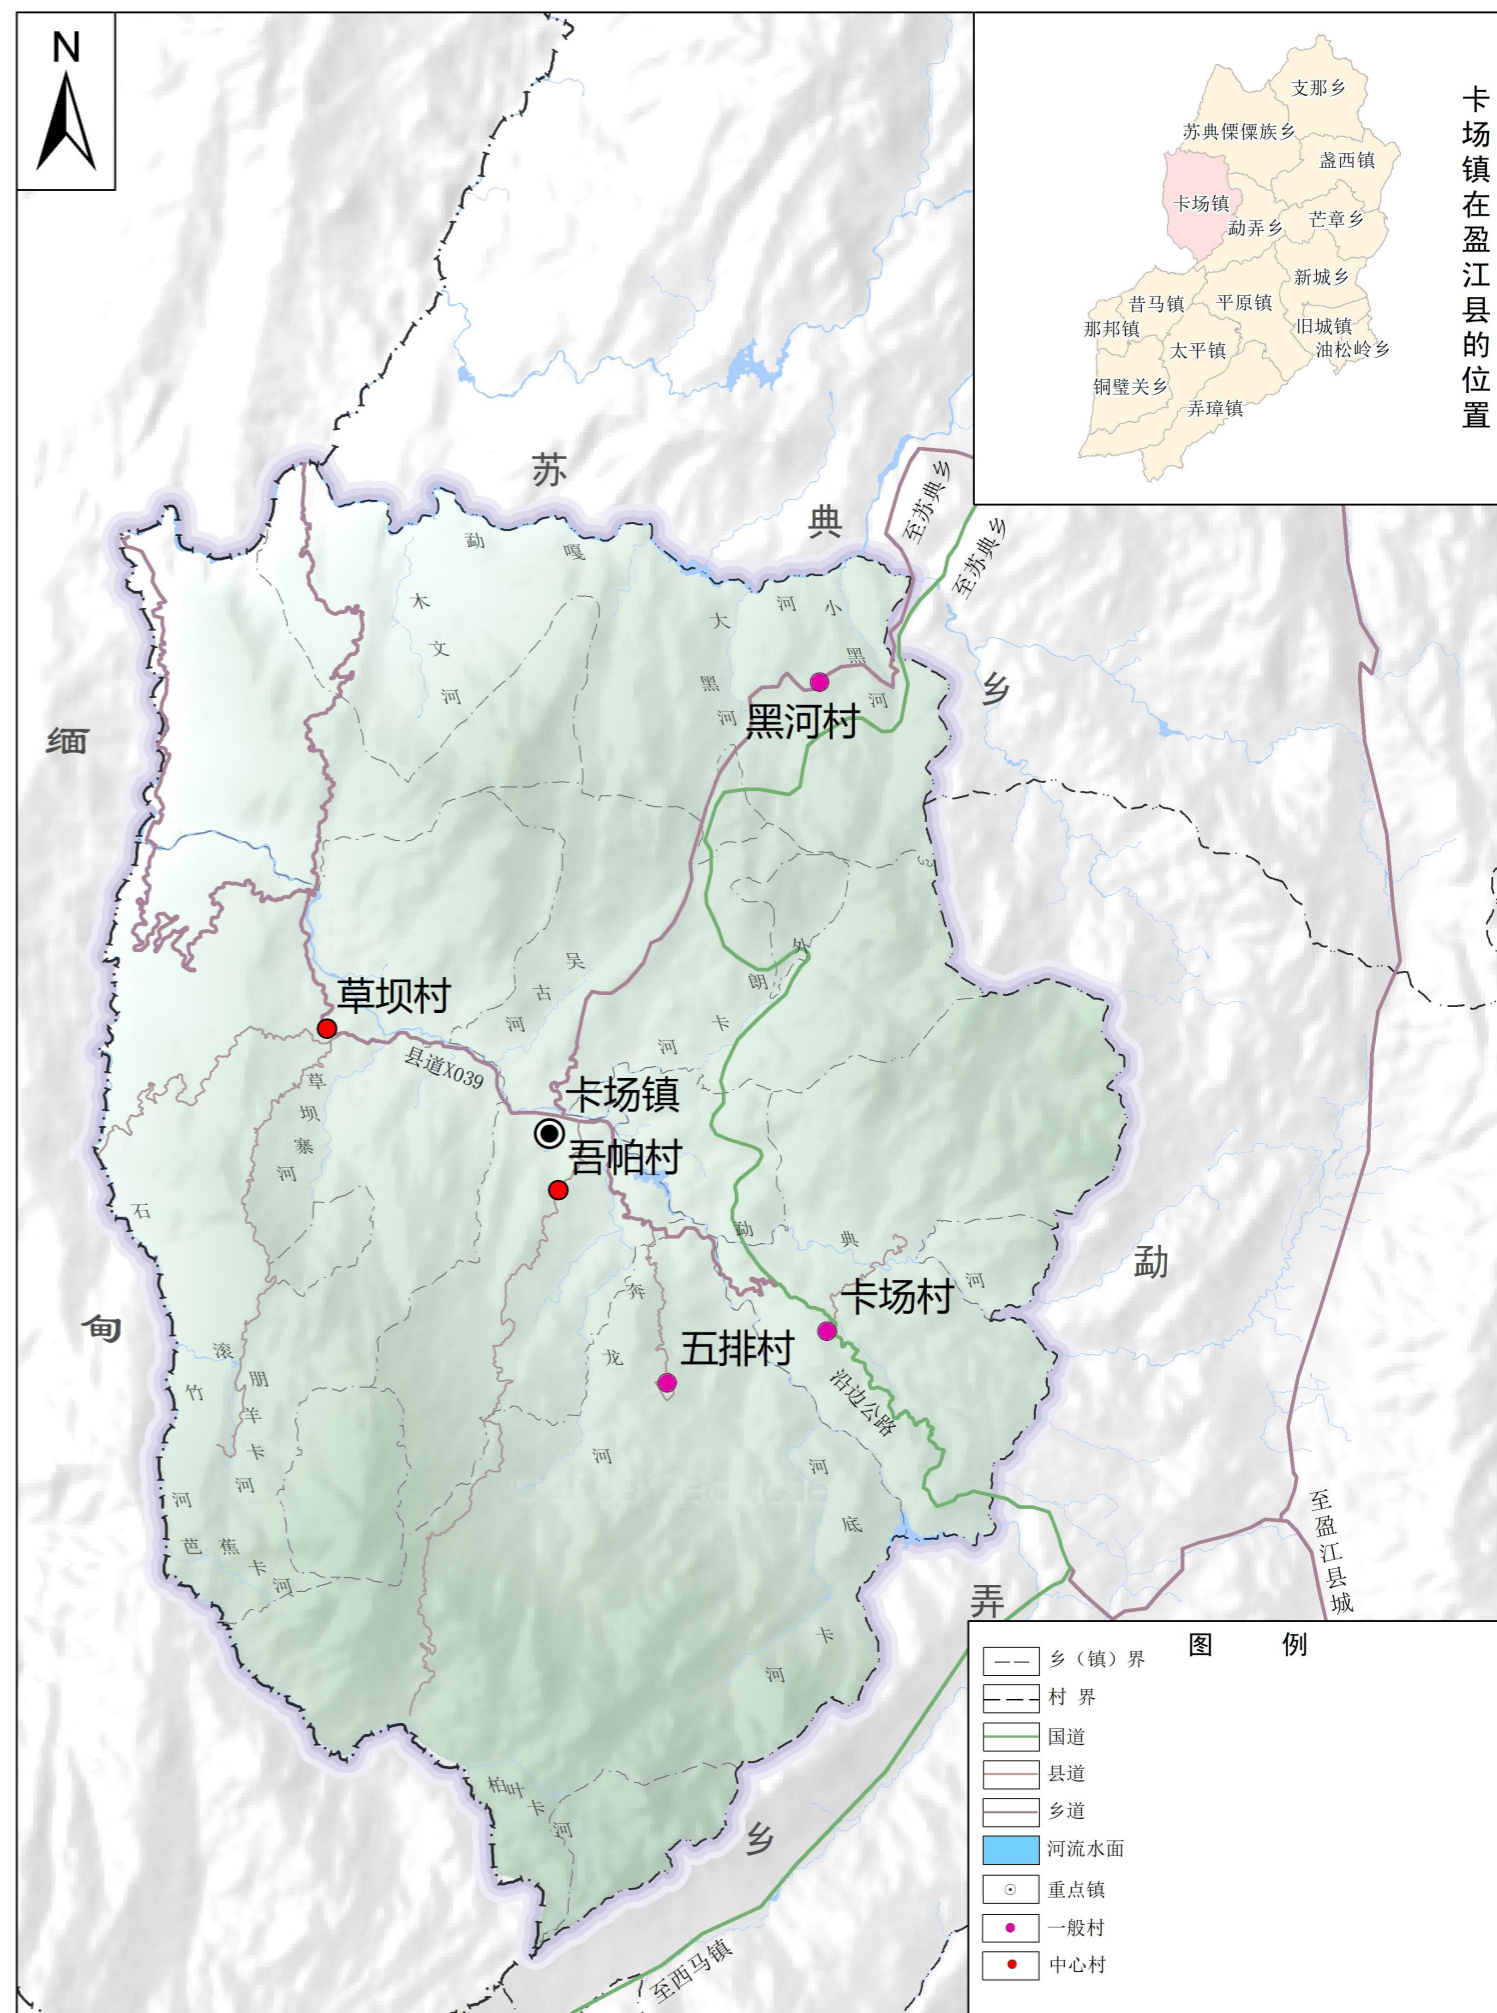 N
卡场镇在盈江县的位置
支那乡
苏典傈僳族乡
盏西镇
卡场镇
勐弄乡
芒章乡
新城乡
昔马镇
平原镇
那邦镇
旧城镇
太平镇
油松岭乡
铜壁关乡
弄璋镇
苏典乡
至苏典乡
至苏典乡
勐嘎河
木文河
大黑河
小黑河
黑河村
缅甸
吴古河
外朗卡河
草坝村
县道X039
卡场镇
吾帕村
草坝寨河
石竹河
勐典河
勐弄乡
卡场村
奔龙河
五排村
沿边公路
滚朋羊卡河
芭蕉卡河
河底卡河
柏叶卡河
至盈江县城
至西马镇
图例
乡（镇）界
村 界
国道
县道
乡道
河流水面
重点镇
一般村
中心村